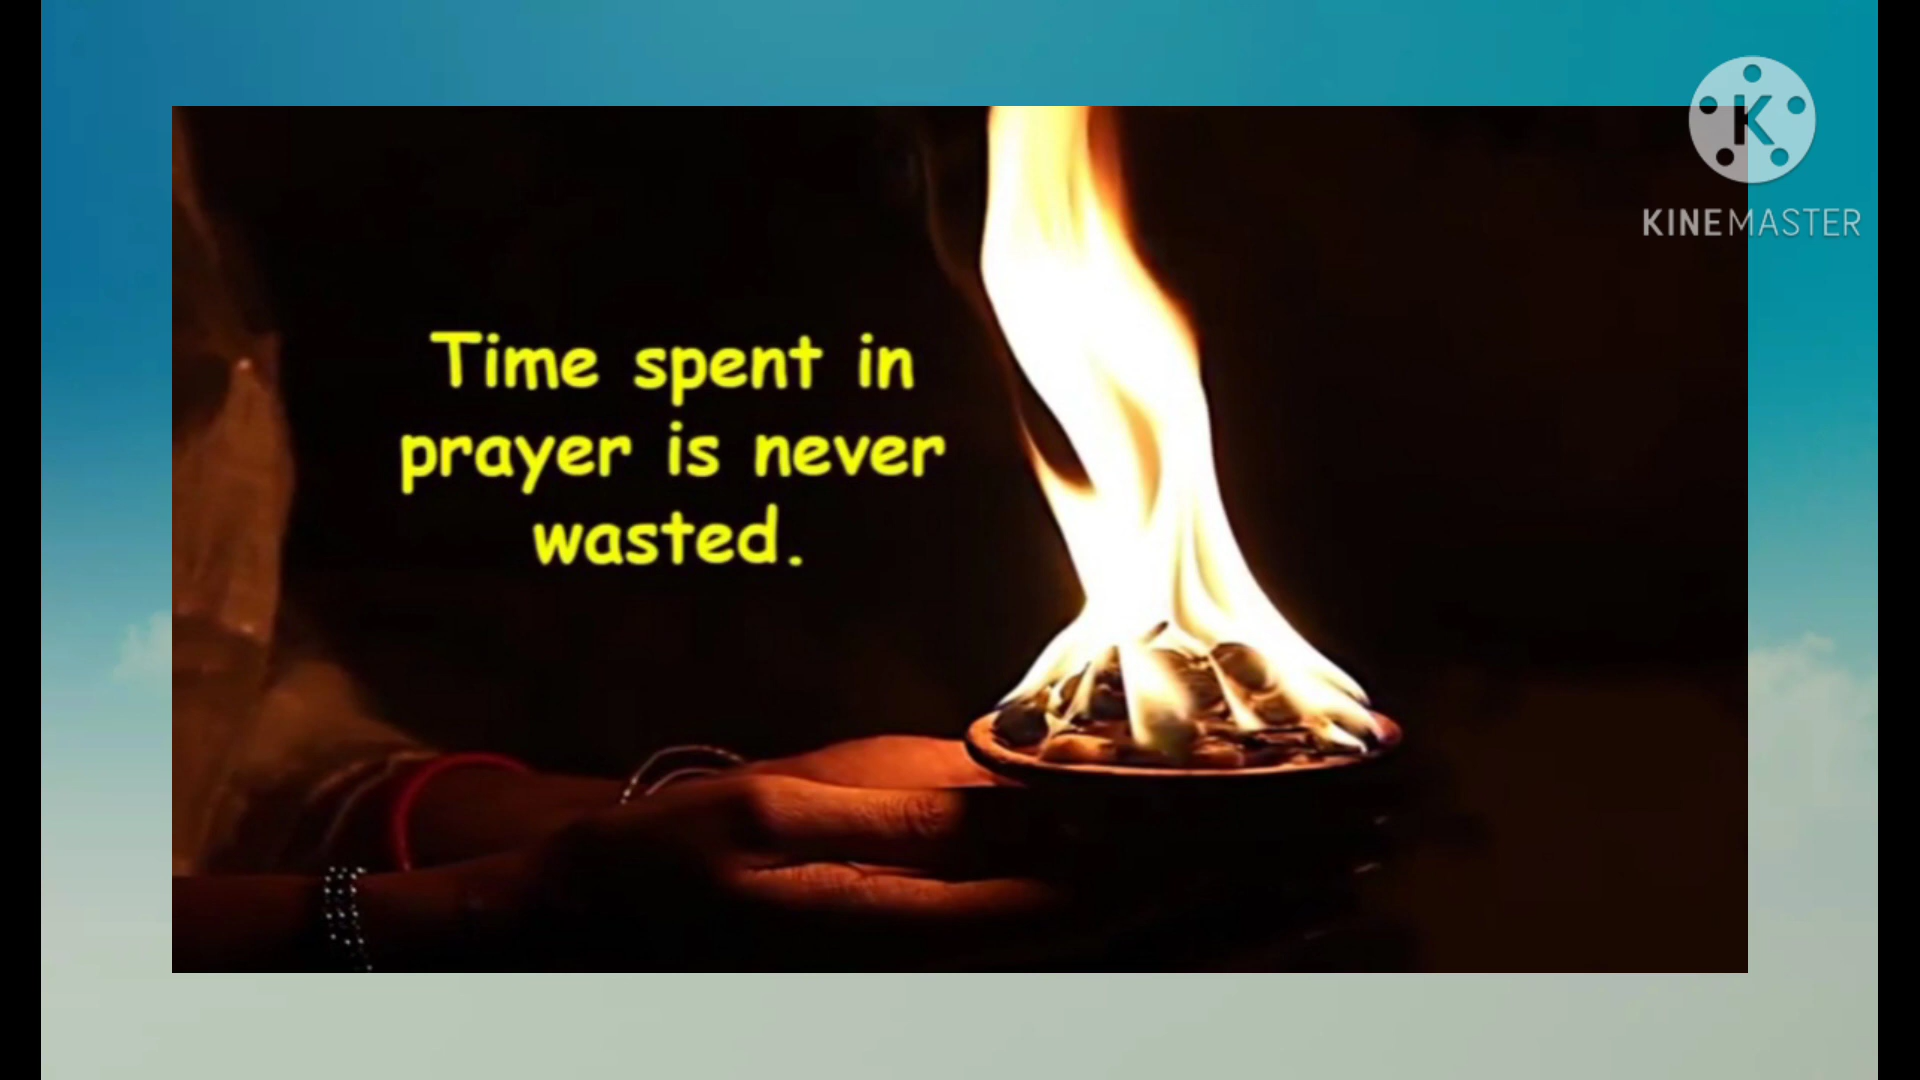 Time spent in
prayer is never
wasted.
K
KINEMASTER